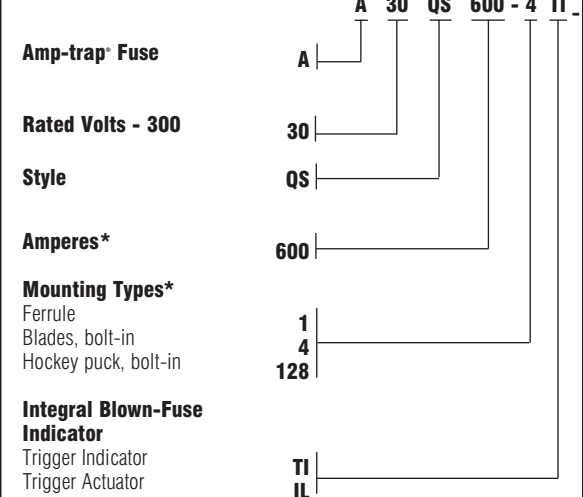 A 30 QS 600 - 4 TI -
Amp-trap® Fuse A
Rated Volts - 300 30
Style QS
Amperes* 600
Mounting Types*
Ferrule 1
Blades, bolt-in 4
Hockey puck, bolt-in 128
Integral Blown-Fuse
Indicator
Trigger Indicator TI
Trigger Actuator IL